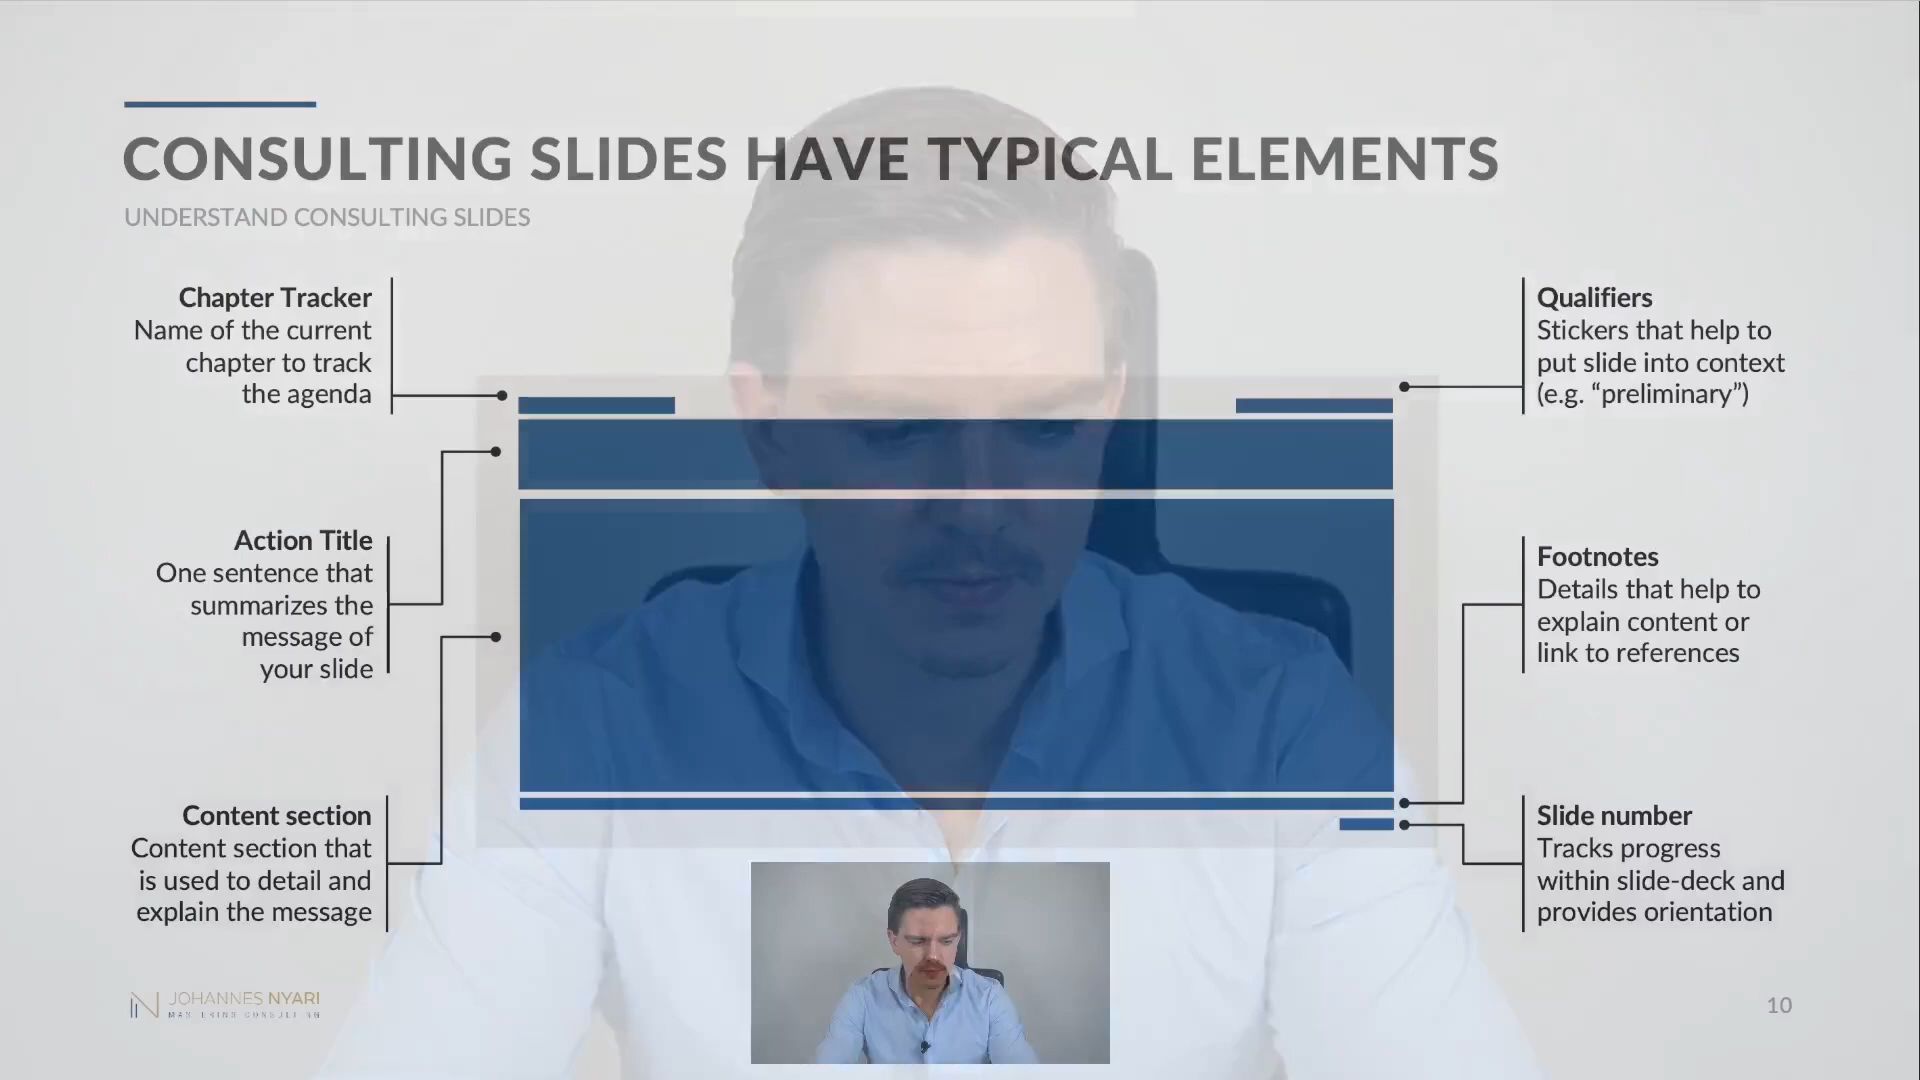 CONSULTING SLIDES HAVE TYPICAL ELEMENTS
UNDERSTAND CONSULTING SLIDES
Chapter Tracker
Name of the current
chapter to track
the agenda
Action Title
One sentence that
summarizes the
message of
your slide
Content section
Content section that
is used to detail and
explain the message
Qualifiers
Stickers that help to
put slide into context
(e.g. “preliminary”)
Footnotes
Details that help to
explain content or
link to references
Slide number
Tracks progress
within slide-deck and
provides orientation
JOHANNES NYARI
MASTERING CONSULTING
10